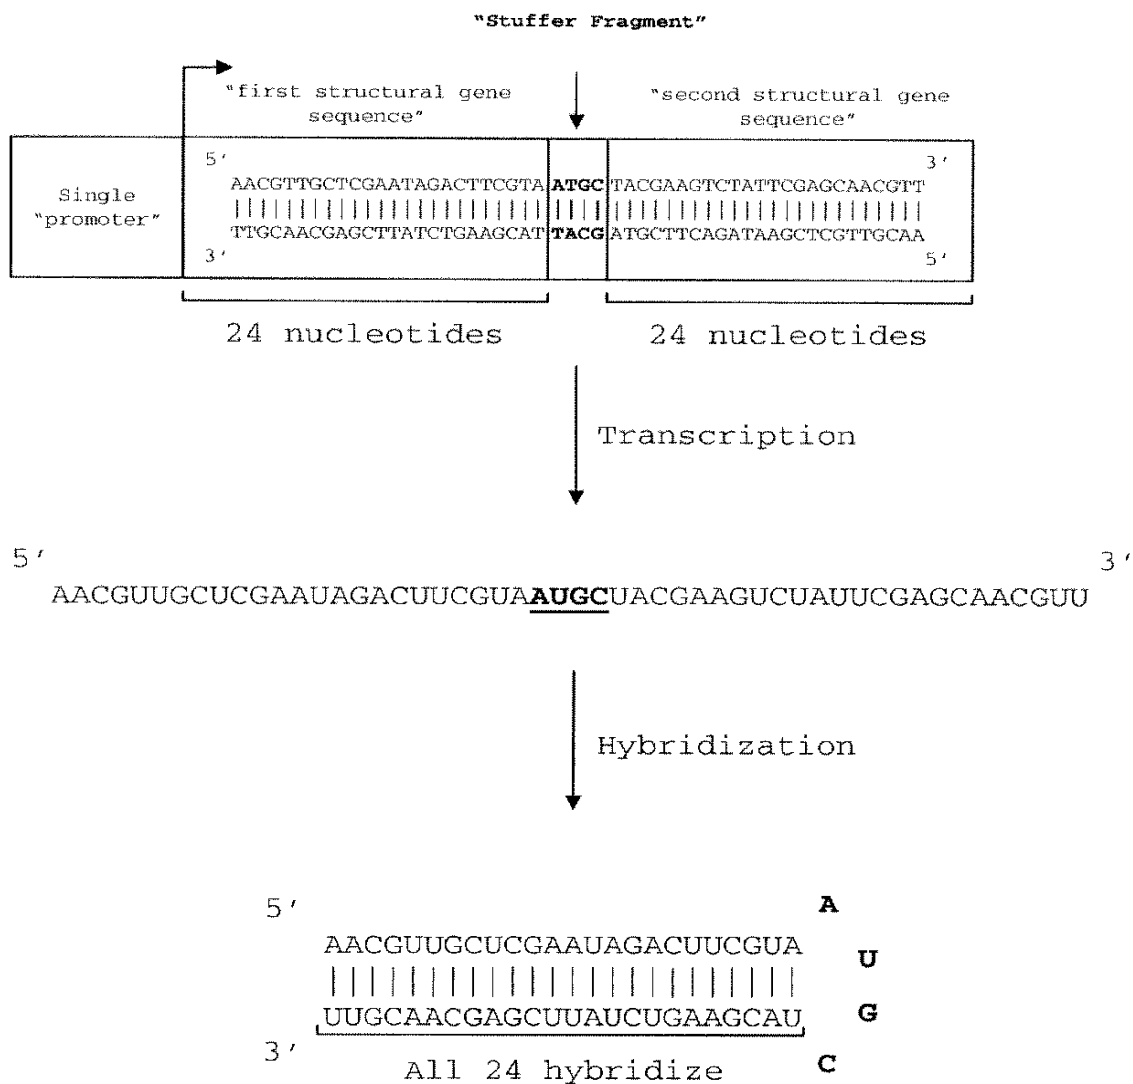 "Stuffer Fragment"
"first structural gene
sequence"
"second structural gene
sequence"
Single
"promoter"
5'
3'
AACGTTGCTCGAATAGACTTCGTA ATGC TACGAAGTCTATTCGAGCAACGTT
TTGCAACGAGCTTATCTGAAGCAT TACG ATGCTTCAGATAAGCTCGTTGCAA
3'
5'
24 nucleotides
24 nucleotides
Transcription
5'
3'
AACGUUGCUCGAAUAGACUUCGUAAUGCUACGAAGUCUAUUCGAGCAACGUU
Hybridization
5'
A
AACGUUGCUCGAAUAGACUUCGUA
U
UUGCAACGAGCUUAUCUGAAGCAU
G
3'
C
All 24 hybridize